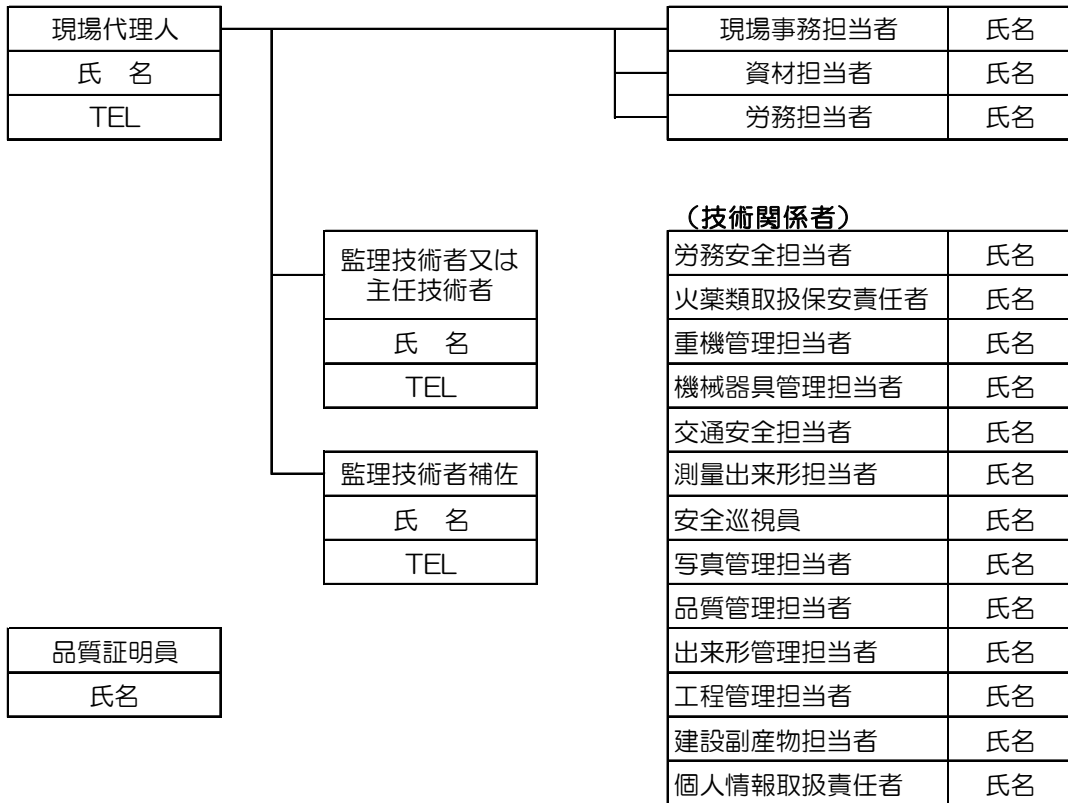 現場代理人
氏　名
TEL
現場事務担当者 氏名
資材担当者 氏名
労務担当者 氏名
監理技術者又は
主任技術者
氏　名
TEL
監理技術者補佐
氏　名
TEL
品質証明員
氏名
（技術関係者）
労務安全担当者 氏名
火薬類取扱保安責任者 氏名
重機管理担当者 氏名
機械器具管理担当者 氏名
交通安全担当者 氏名
測量出来形担当者 氏名
安全巡視員 氏名
写真管理担当者 氏名
品質管理担当者 氏名
出来形管理担当者 氏名
工程管理担当者 氏名
建設副産物担当者 氏名
個人情報取扱責任者 氏名